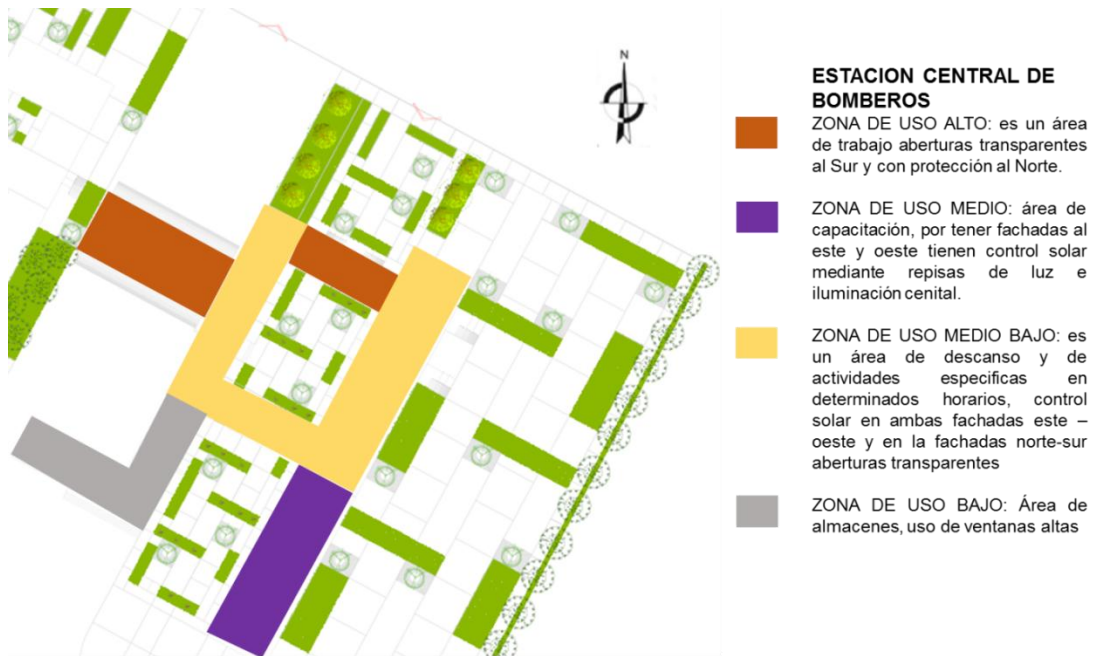 N
ESTACION CENTRAL DE
BOMBEROS
ZONA DE USO ALTO: es un área
de trabajo aberturas transparentes
al Sur y con protección al Norte.
ZONA DE USO MEDIO: área de
capacitación, por tener fachadas al
este y oeste tienen control solar
mediante repisas de luz e
iluminación cenital.
ZONA DE USO MEDIO BAJO: es
un área de descanso y de
actividades especificas en
determinados horarios, control
solar en ambas fachadas este –
oeste y en la fachadas norte-sur
aberturas transparentes
ZONA DE USO BAJO: Área de
almacenes, uso de ventanas altas